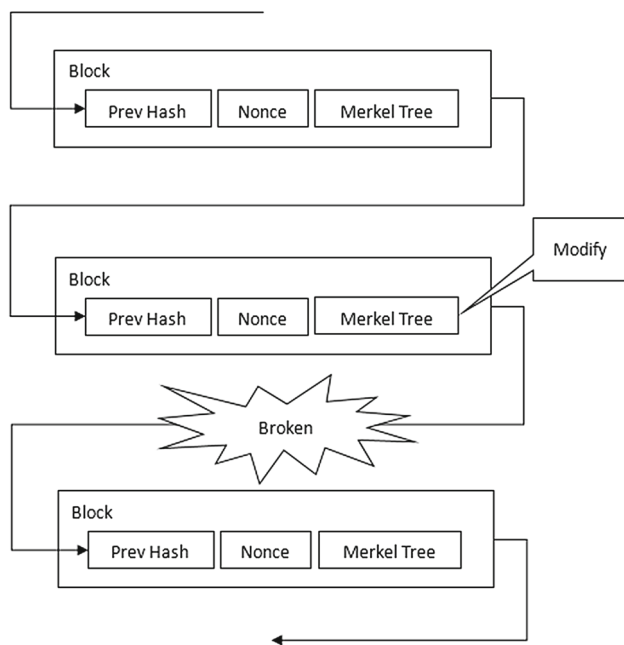 Block
Prev Hash
Nonce
Merkel Tree
Modify
Block
Prev Hash
Nonce
Merkel Tree
Broken
Block
Prev Hash
Nonce
Merkel Tree